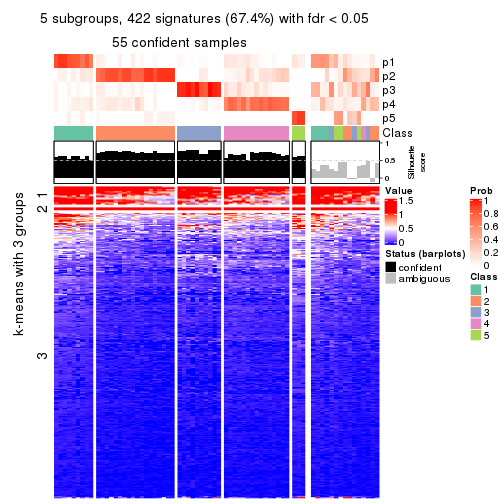 5 subgroups, 422 signatures (67.4%) with fdr < 0.05
55 confident samples
p1
p2
p3
p4
p5
Class
1
0.5
0
Silhouette
score
k-means with 3 groups
1
2
3
Value
1.5
1
0.5
0
Status (barplots)
confident
ambiguous
Prob
1
0.8
0.6
0.4
0.2
0
Class
1
2
3
4
5